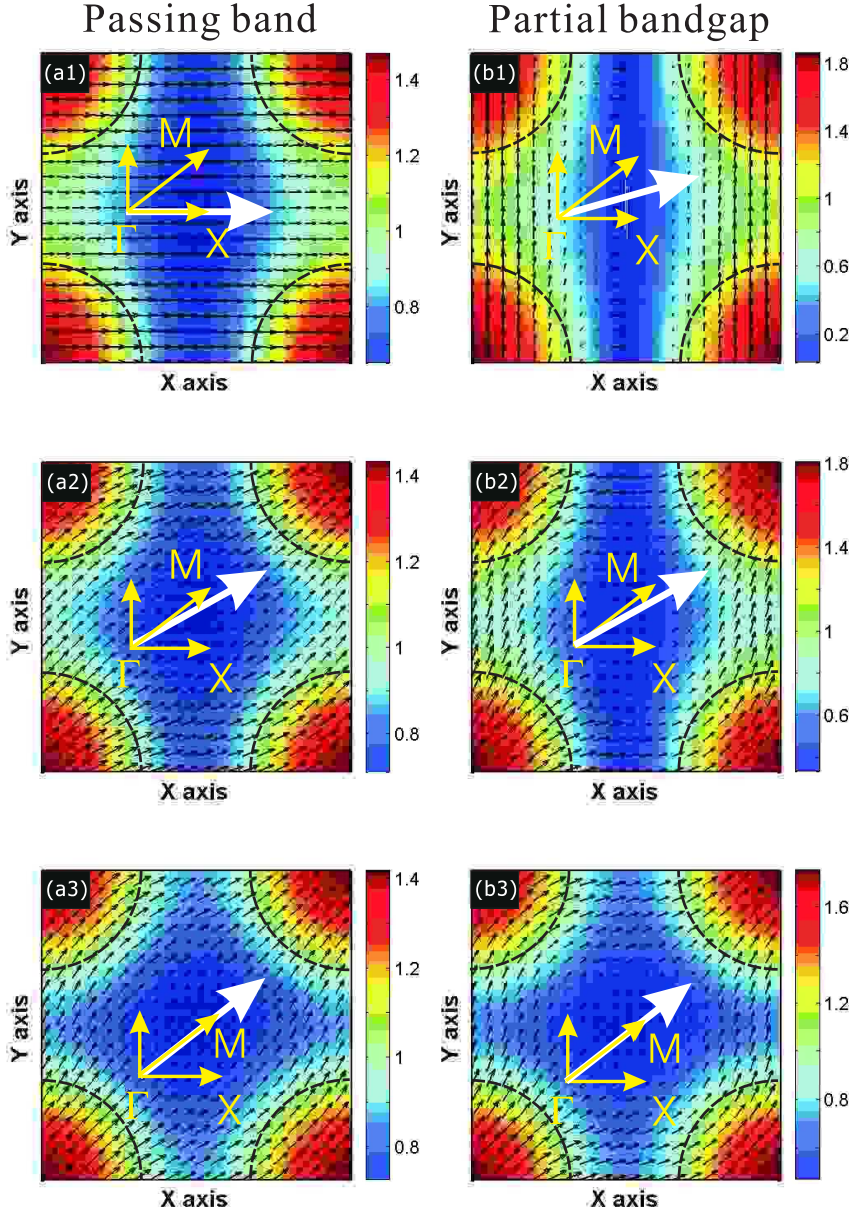 Passing band
Partial bandgap
(a1)
M
Γ
X
Y axis
X axis
1.4
1.2
1
0.8
(b1)
M
Γ
X
Y axis
X axis
1.8
1.4
1
0.6
0.2
(a2)
M
Γ
X
Y axis
X axis
1.4
1.2
1
0.8
(b2)
M
Γ
X
Y axis
X axis
1.8
1.4
1
0.6
(a3)
M
Γ
X
Y axis
X axis
1.4
1.2
1
0.8
(b3)
M
Γ
X
Y axis
X axis
1.6
1.2
0.8